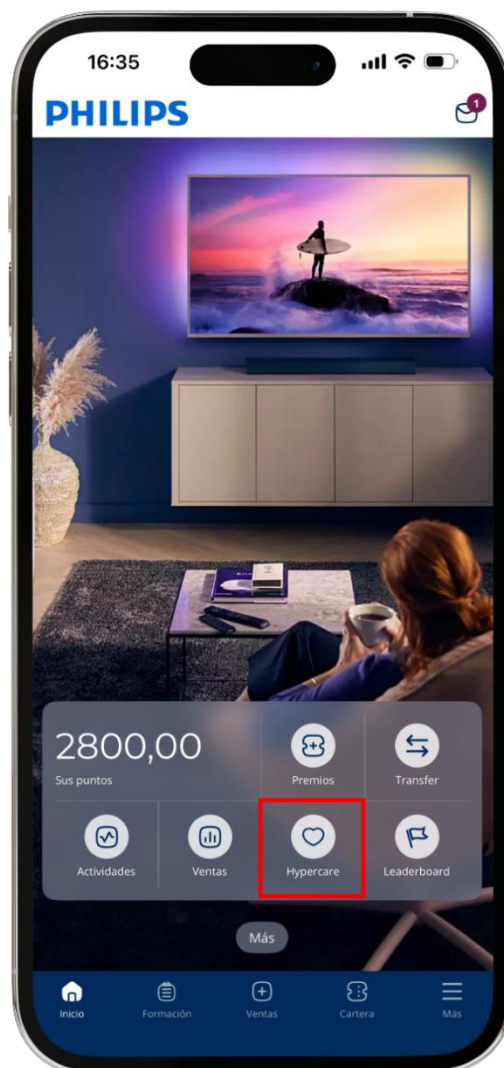 16:35
PHILIPS
1
2800,00
Sus puntos
Premios
Transfer
Actividades
Ventas
Hypercare
Leaderboard
Más
Inicio
Formación
Ventas
Cartera
Más